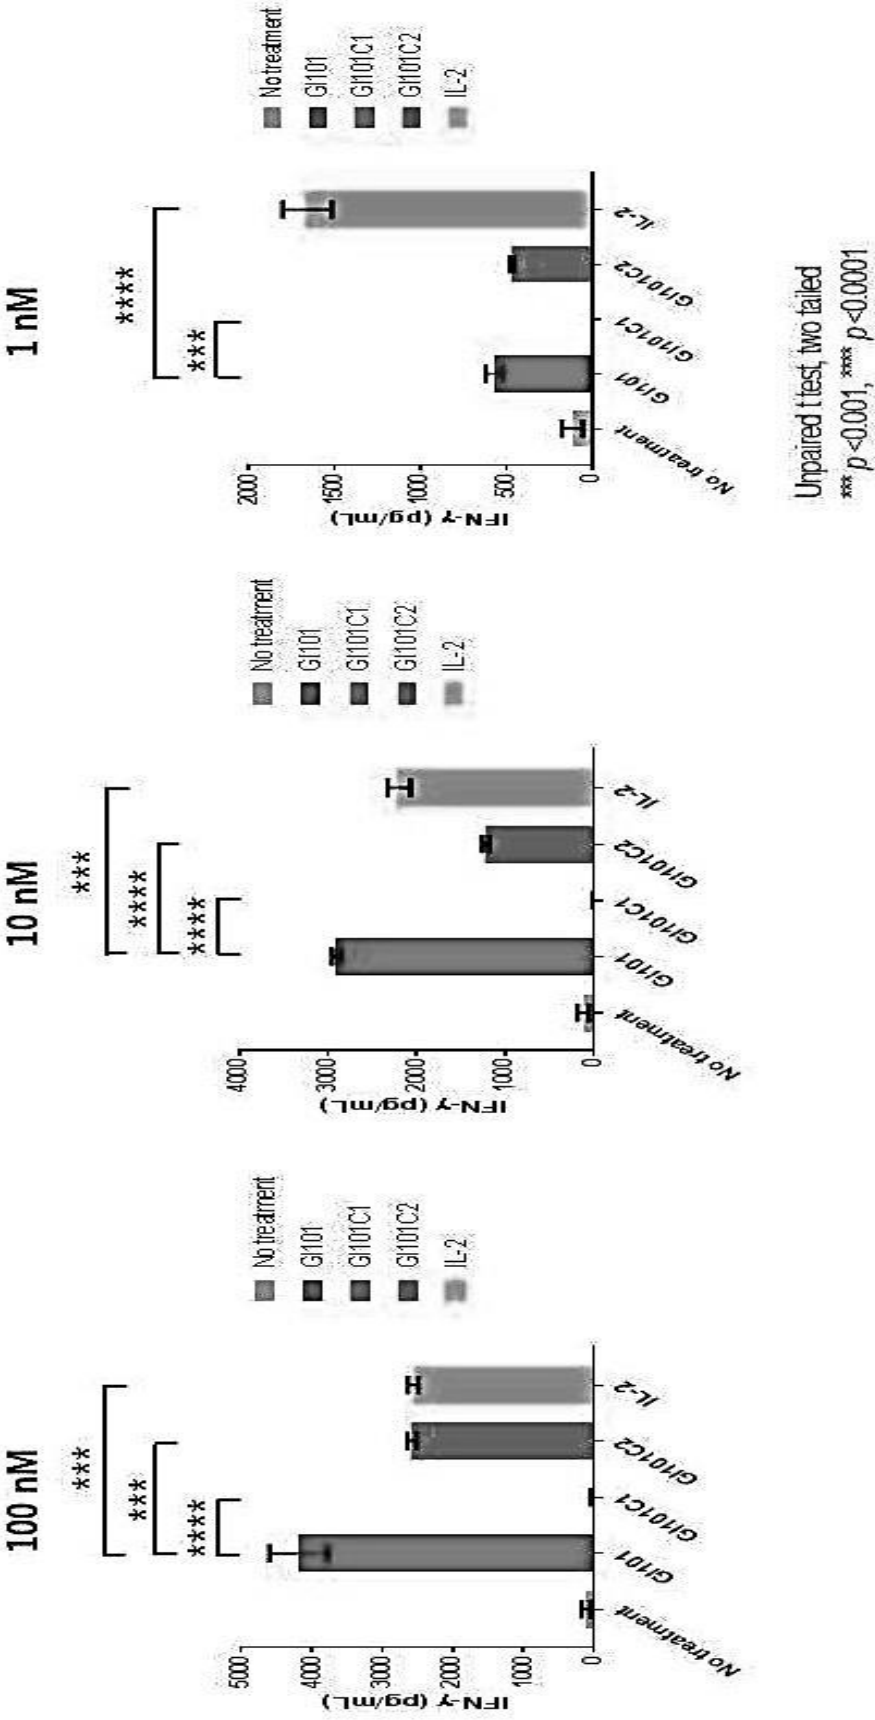 100 nM
***
***
****
5000
4000
3000
2000
1000
0
IFN-γ (pg/mL)
No treatment
GI101
GI101C1
GI101C2
IL-2
No treatment
GI101
GI101C1
GI101C2
IL-2
10 nM
***
****
****
4000
3000
2000
1000
0
IFN-γ (pg/mL)
No treatment
GI101
GI101C1
GI101C2
IL-2
No treatment
GI101
GI101C1
GI101C2
IL-2
1 nM
****
***
2000
1500
1000
500
0
IFN-γ (pg/mL)
No treatment
GI101
GI101C1
GI101C2
IL-2
No treatment
GI101
GI101C1
GI101C2
IL-2
Unpaired t test, two tailed
*** p <0.001, **** p <0.0001